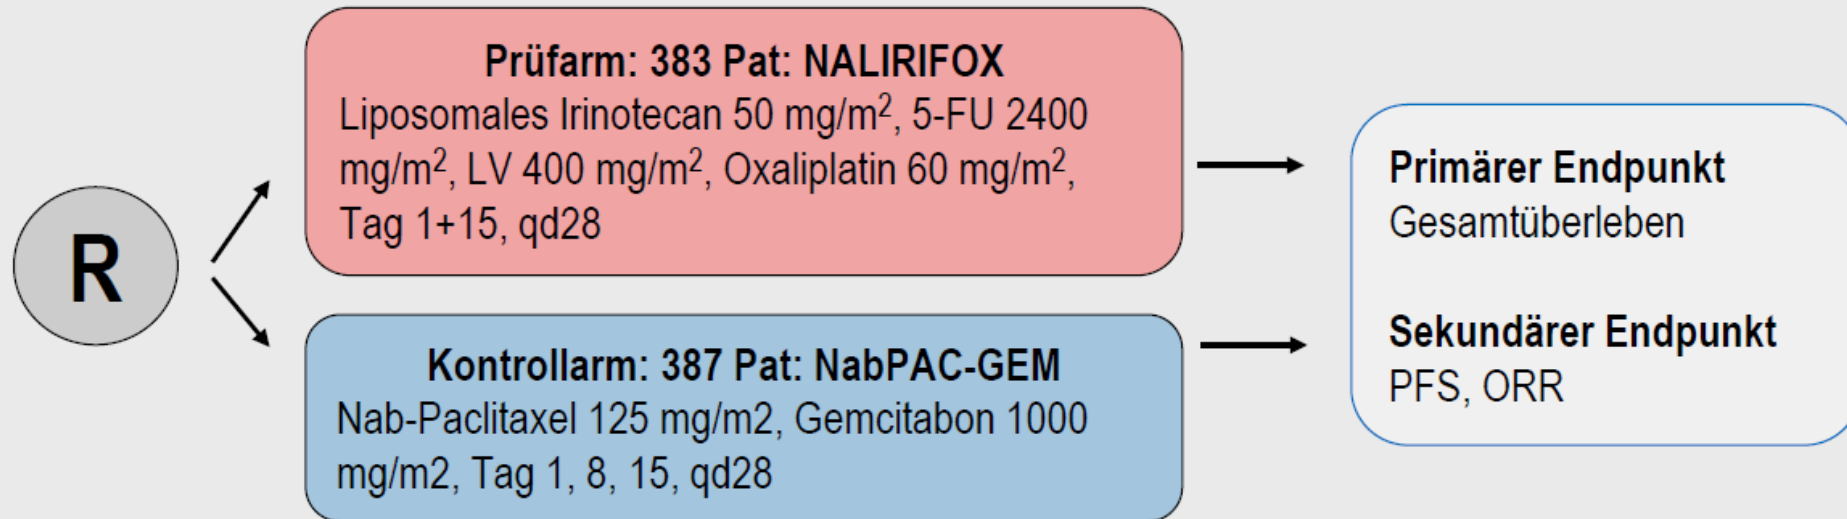 R
Prüfarm: 383 Pat: NALIRIFOX
Liposomales Irinotecan 50 mg/m², 5-FU 2400
mg/m², LV 400 mg/m², Oxaliplatin 60 mg/m²,
Tag 1+15, qd28
Kontrollarm: 387 Pat: NabPAC-GEM
Nab-Paclitaxel 125 mg/m2, Gemcitabon 1000
mg/m2, Tag 1, 8, 15, qd28
Primärer Endpunkt
Gesamtüberleben
Sekundärer Endpunkt
PFS, ORR